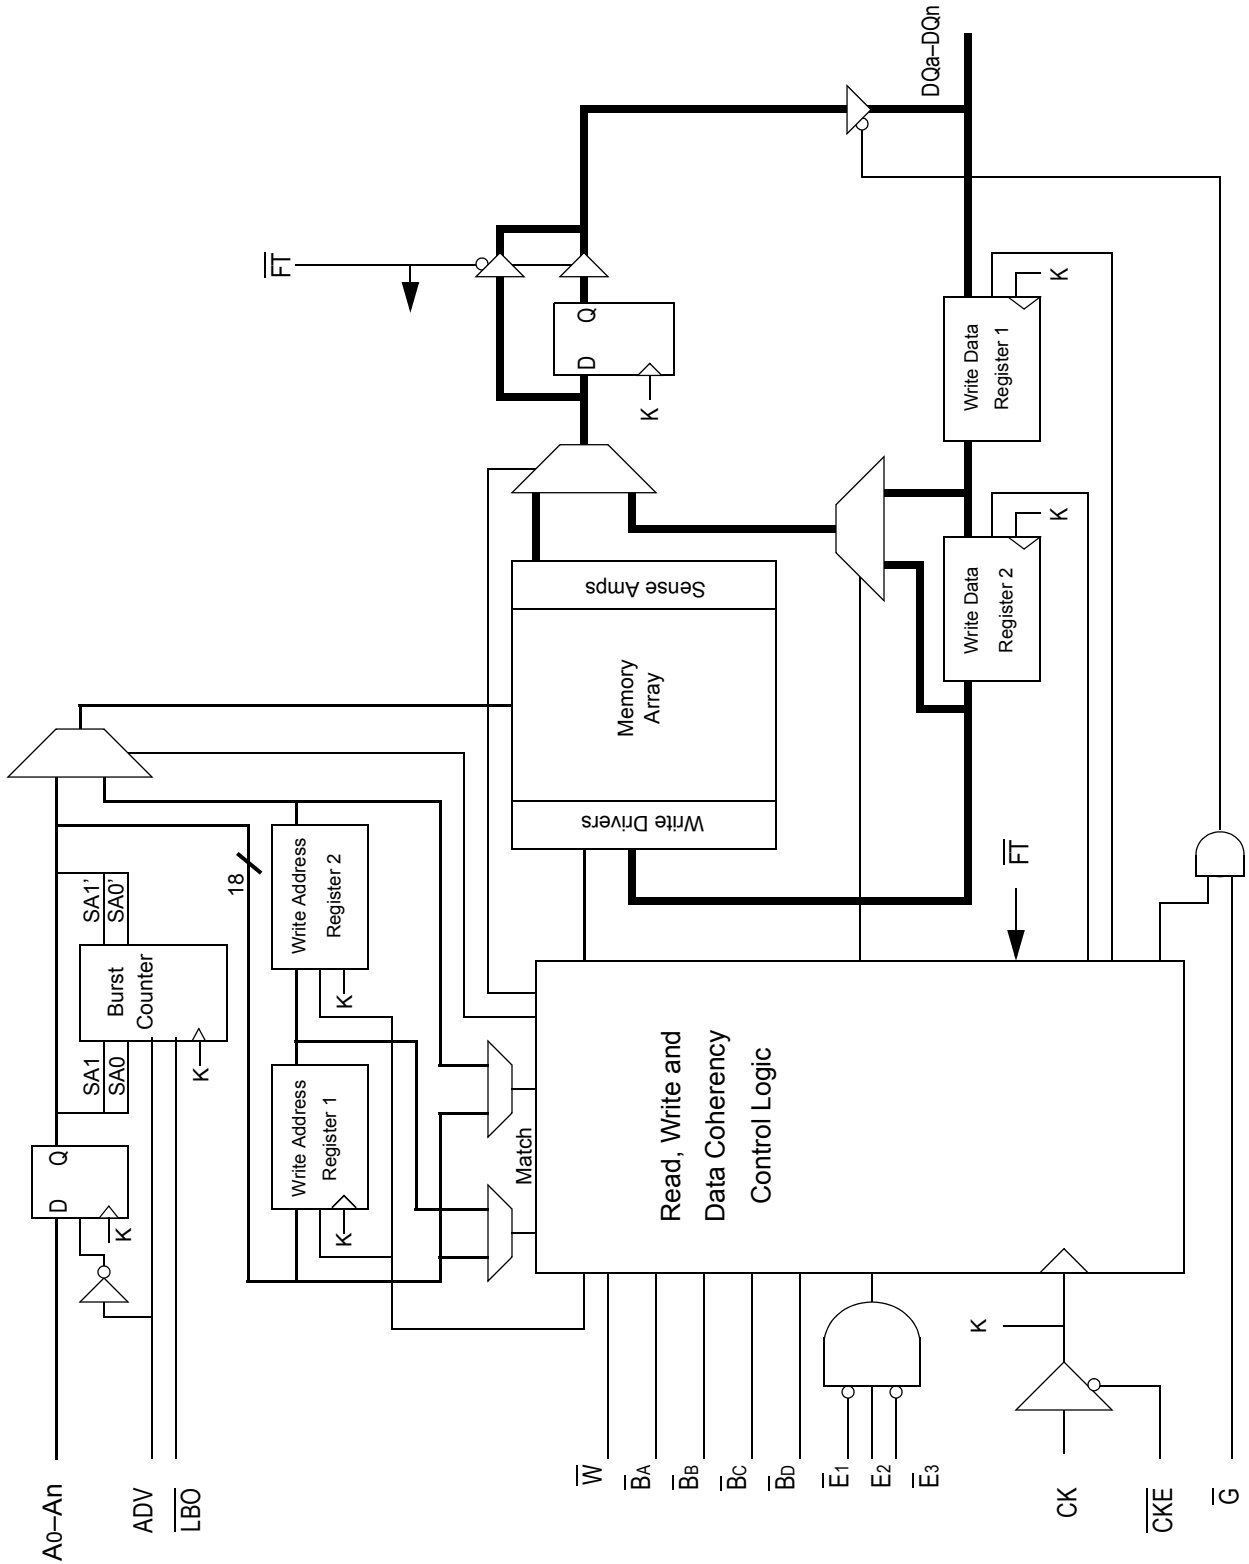 A0–An
ADV
LBO
W
BA
BB
BC
BD
E1
E2
E3
CK
CKE
G
D
Q
K
SA1
SA0
Burst
Counter
SA1’
SA0’
K
18
Write Address
Register 1
K
Write Address
Register 2
K
Match
Read, Write and
Data Coherency
Control Logic
K
FT
Write Drivers
Memory
Array
Sense Amps
Write Data
Register 2
K
Write Data
Register 1
K
D
Q
K
FT
DQa–DQn